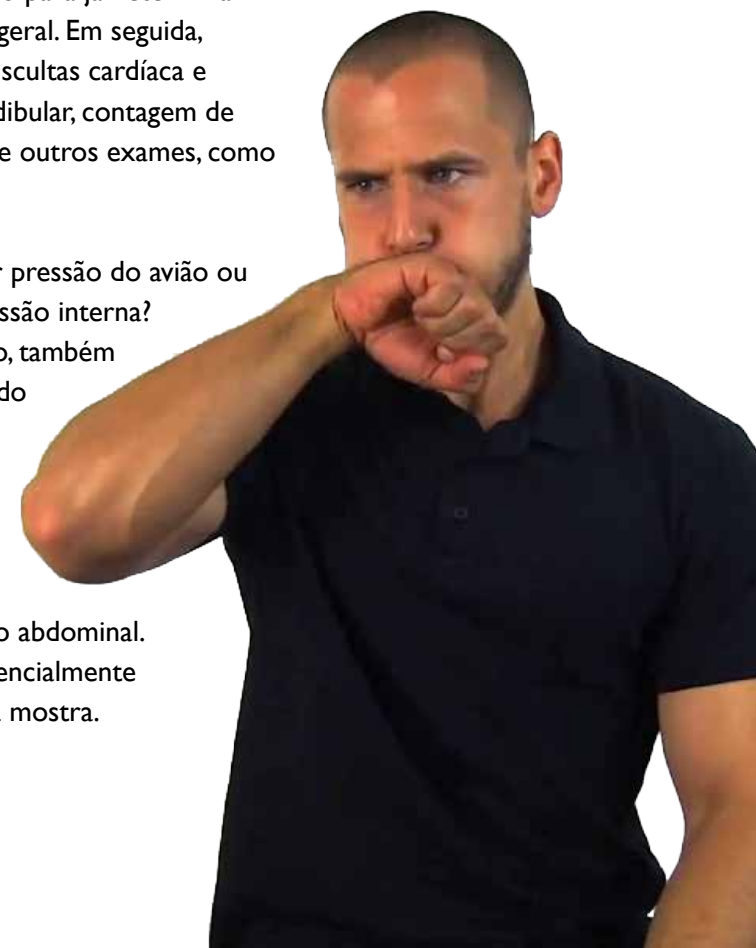 para
geral. Em seguida,
scultas cardíaca e
dibular, contagem de
e outros exames, como
r pressão do avião ou
ssão interna?
o, também
do
o abdominal.
encialmente
mostra.